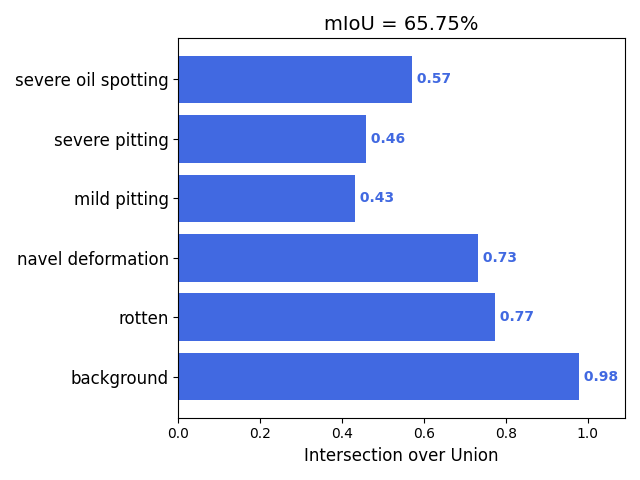 mIoU = 65.75%
severe oil spotting
0.57
severe pitting
0.46
mild pitting
0.43
navel deformation
0.73
rotten
0.77
background
0.98
0.0 0.2 0.4 0.6 0.8 1.0
Intersection over Union